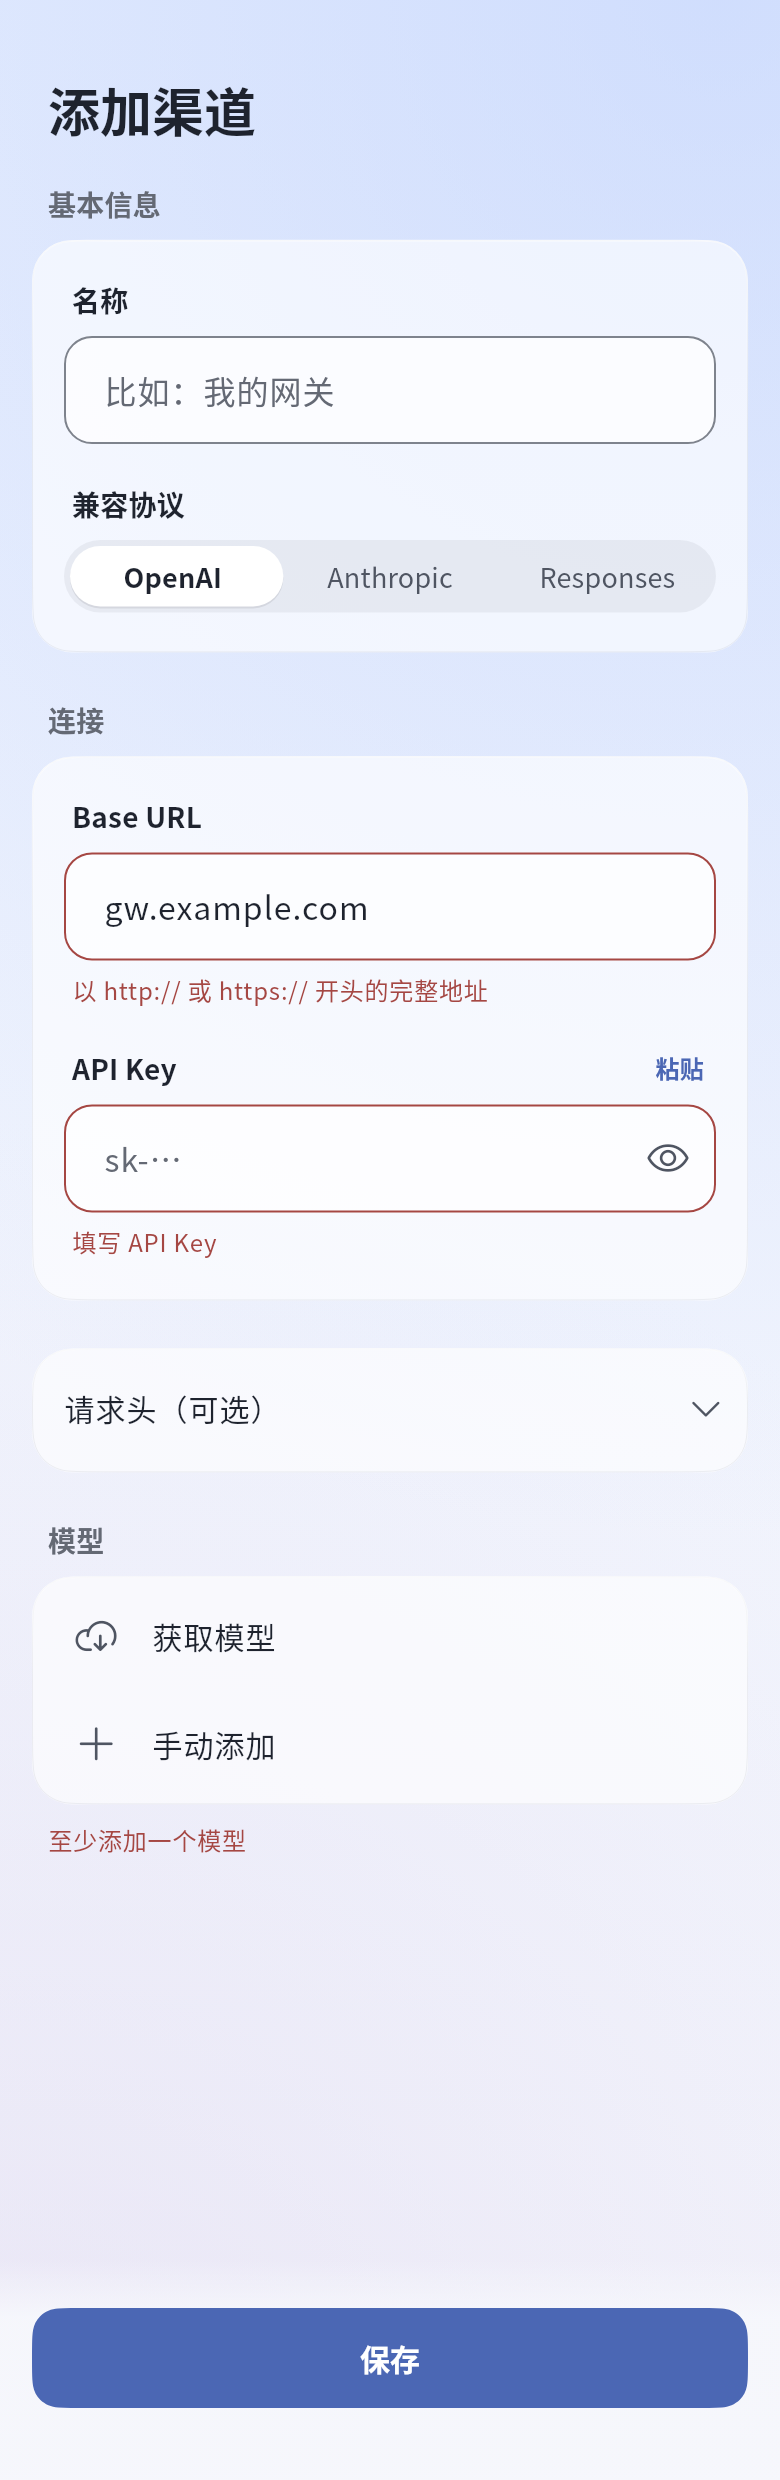 添加渠道
基本信息
名称
比如：我的网关
兼容协议
OpenAI Anthropic Responses
连接
Base URL
gw.example.com
以 http:// 或 https:// 开头的完整地址
API Key 粘贴
sk-…
填写 API Key
请求头（可选）
模型
获取模型
手动添加
至少添加一个模型
保存